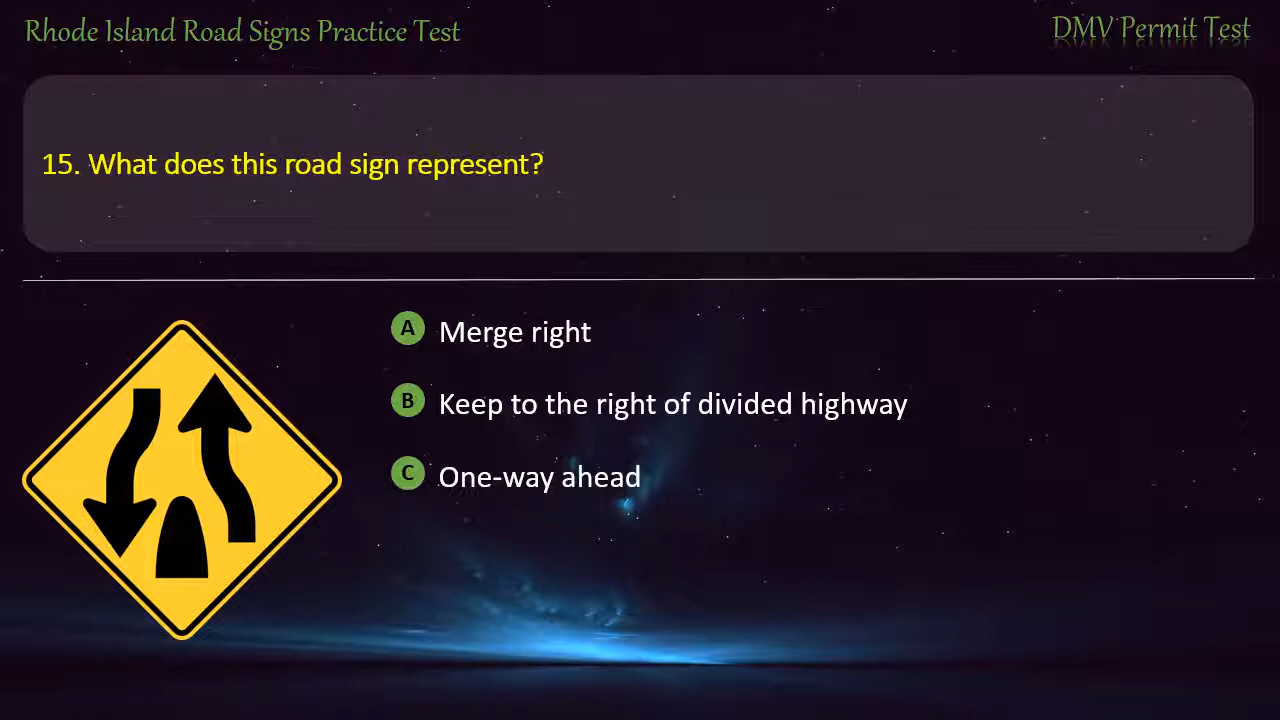 Rhode Island Road Signs Practice Test
DMV Permit Test
15. What does this road sign represent?
A Merge right
B Keep to the right of divided highway
C One-way ahead